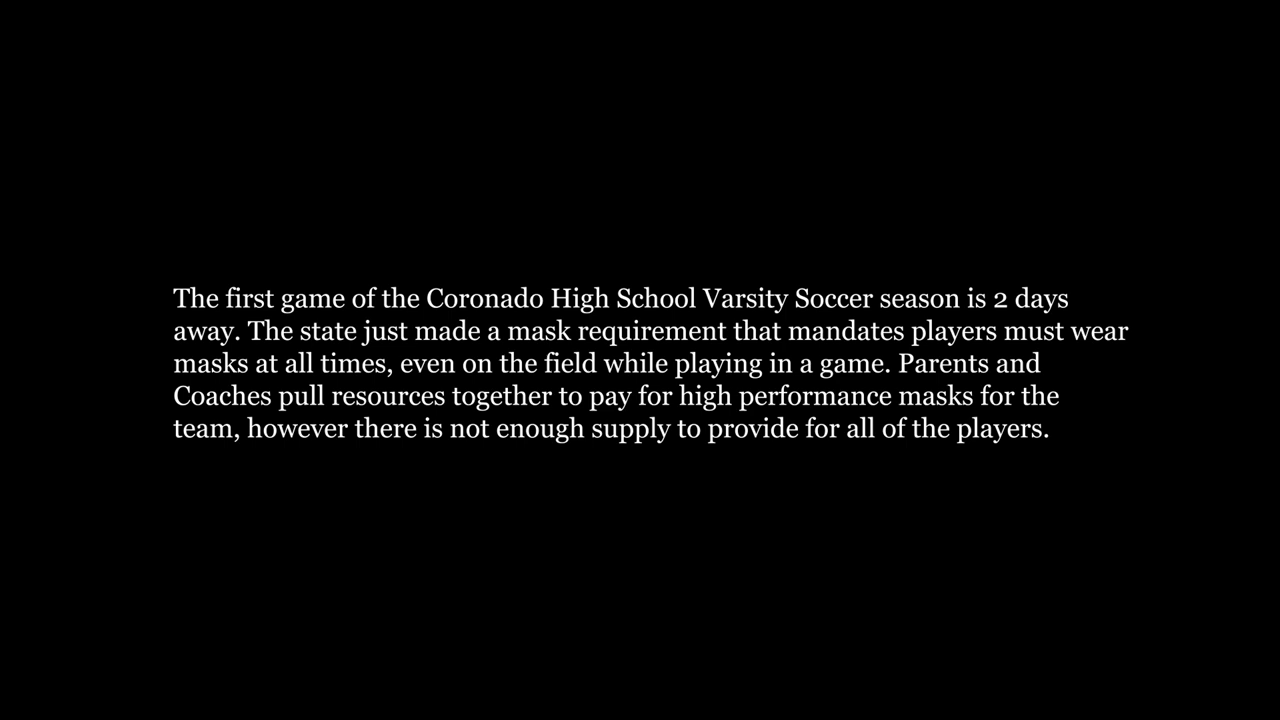 The first game of the Coronado High School Varsity Soccer season is 2 days
away. The state just made a mask requirement that mandates players must wear
masks at all times, even on the field while playing in a game. Parents and
Coaches pull resources together to pay for high performance masks for the
team, however there is not enough supply to provide for all of the players.